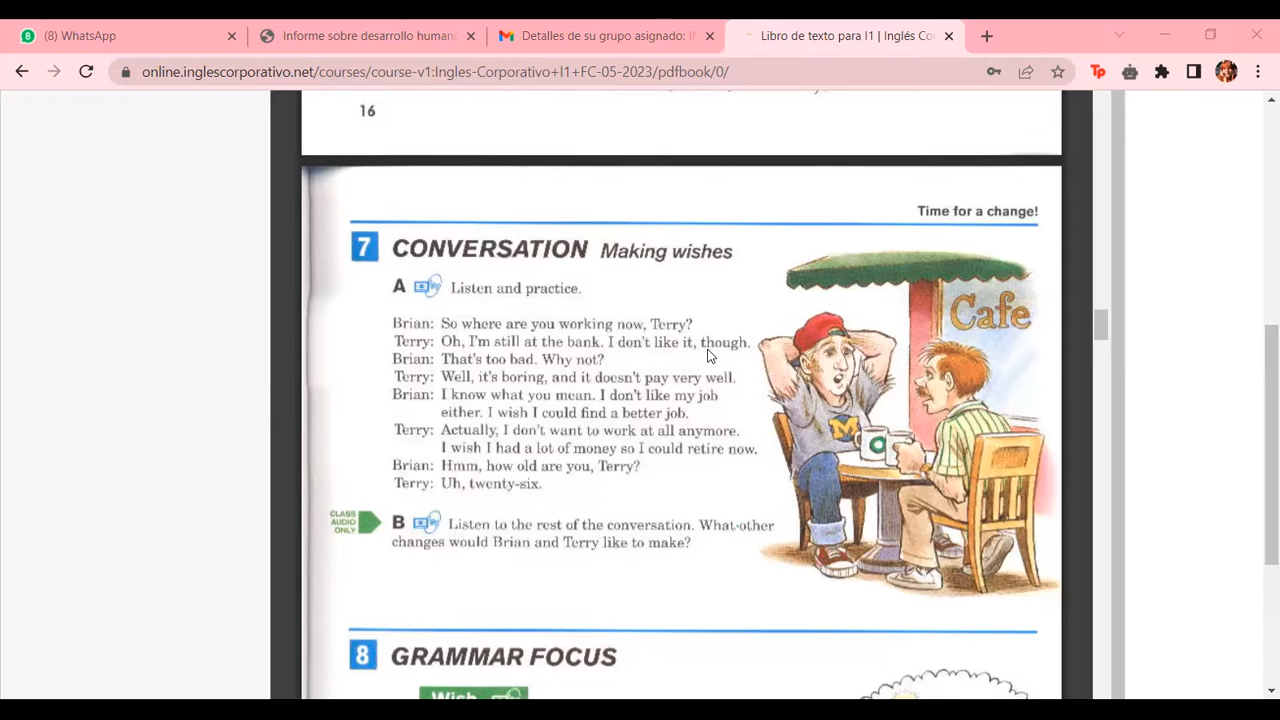 (8) WhatsApp
Informe sobre desarrollo human
Detalles de su grupo asignado: I
Libro de texto para I1 | Inglés Co
online.inglescorporativo.net/courses/course-v1:Ingles-Corporativo+I1+FC-05-2023/pdfbook/0/
16
Time for a change!
7 CONVERSATION Making wishes
A Listen and practice.
Brian: So where are you working now, Terry?
Terry: Oh, I'm still at the bank. I don't like it, though.
Brian: That's too bad. Why not?
Terry: Well, it's boring, and it doesn't pay very well.
Brian: I know what you mean. I don't like my job
either. I wish I could find a better job.
Terry: Actually, I don't want to work at all anymore.
I wish I had a lot of money so I could retire now.
Brian: Hmm, how old are you, Terry?
Terry: Uh, twenty-six.
Cafe
M
CLASS
AUDIO
ONLY
B Listen to the rest of the conversation. What other
changes would Brian and Terry like to make?
8 GRAMMAR FOCUS
Wish